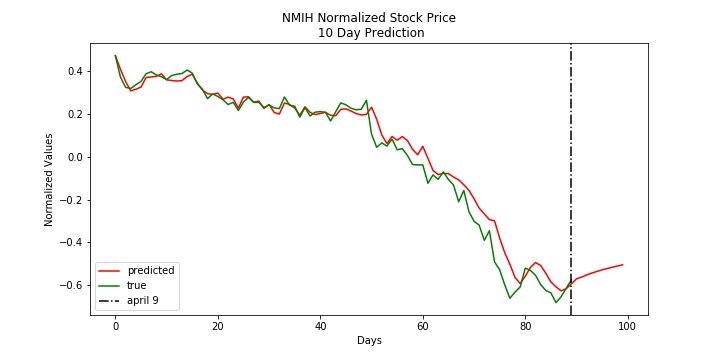 NMIH Normalized Stock Price
10 Day Prediction
Normalized Values
0.4
0.2
0.0
−0.2
−0.4
−0.6
predicted
true
april 9
0 20 40 60 80 100
Days